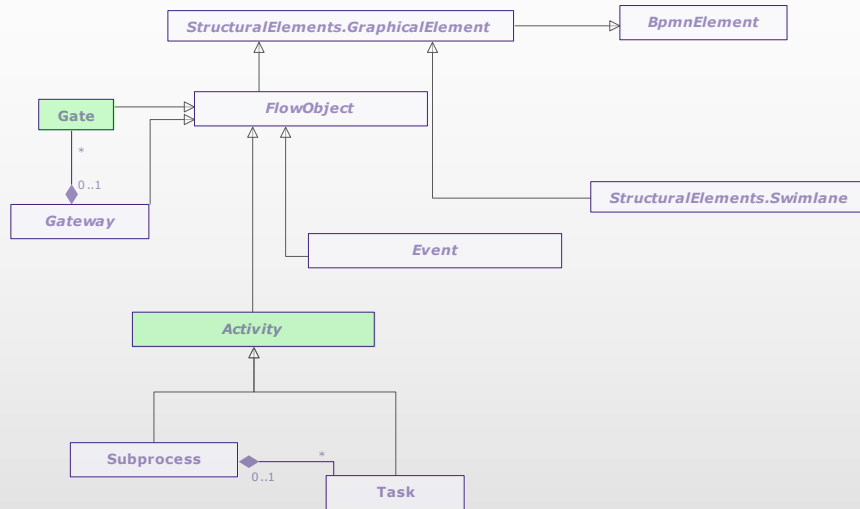 StructuralElements.GraphicalElement
BpmnElement
Gate
FlowObject
*
0..1
Gateway
StructuralElements.Swimlane
Event
Activity
Subprocess
*
0..1
Task